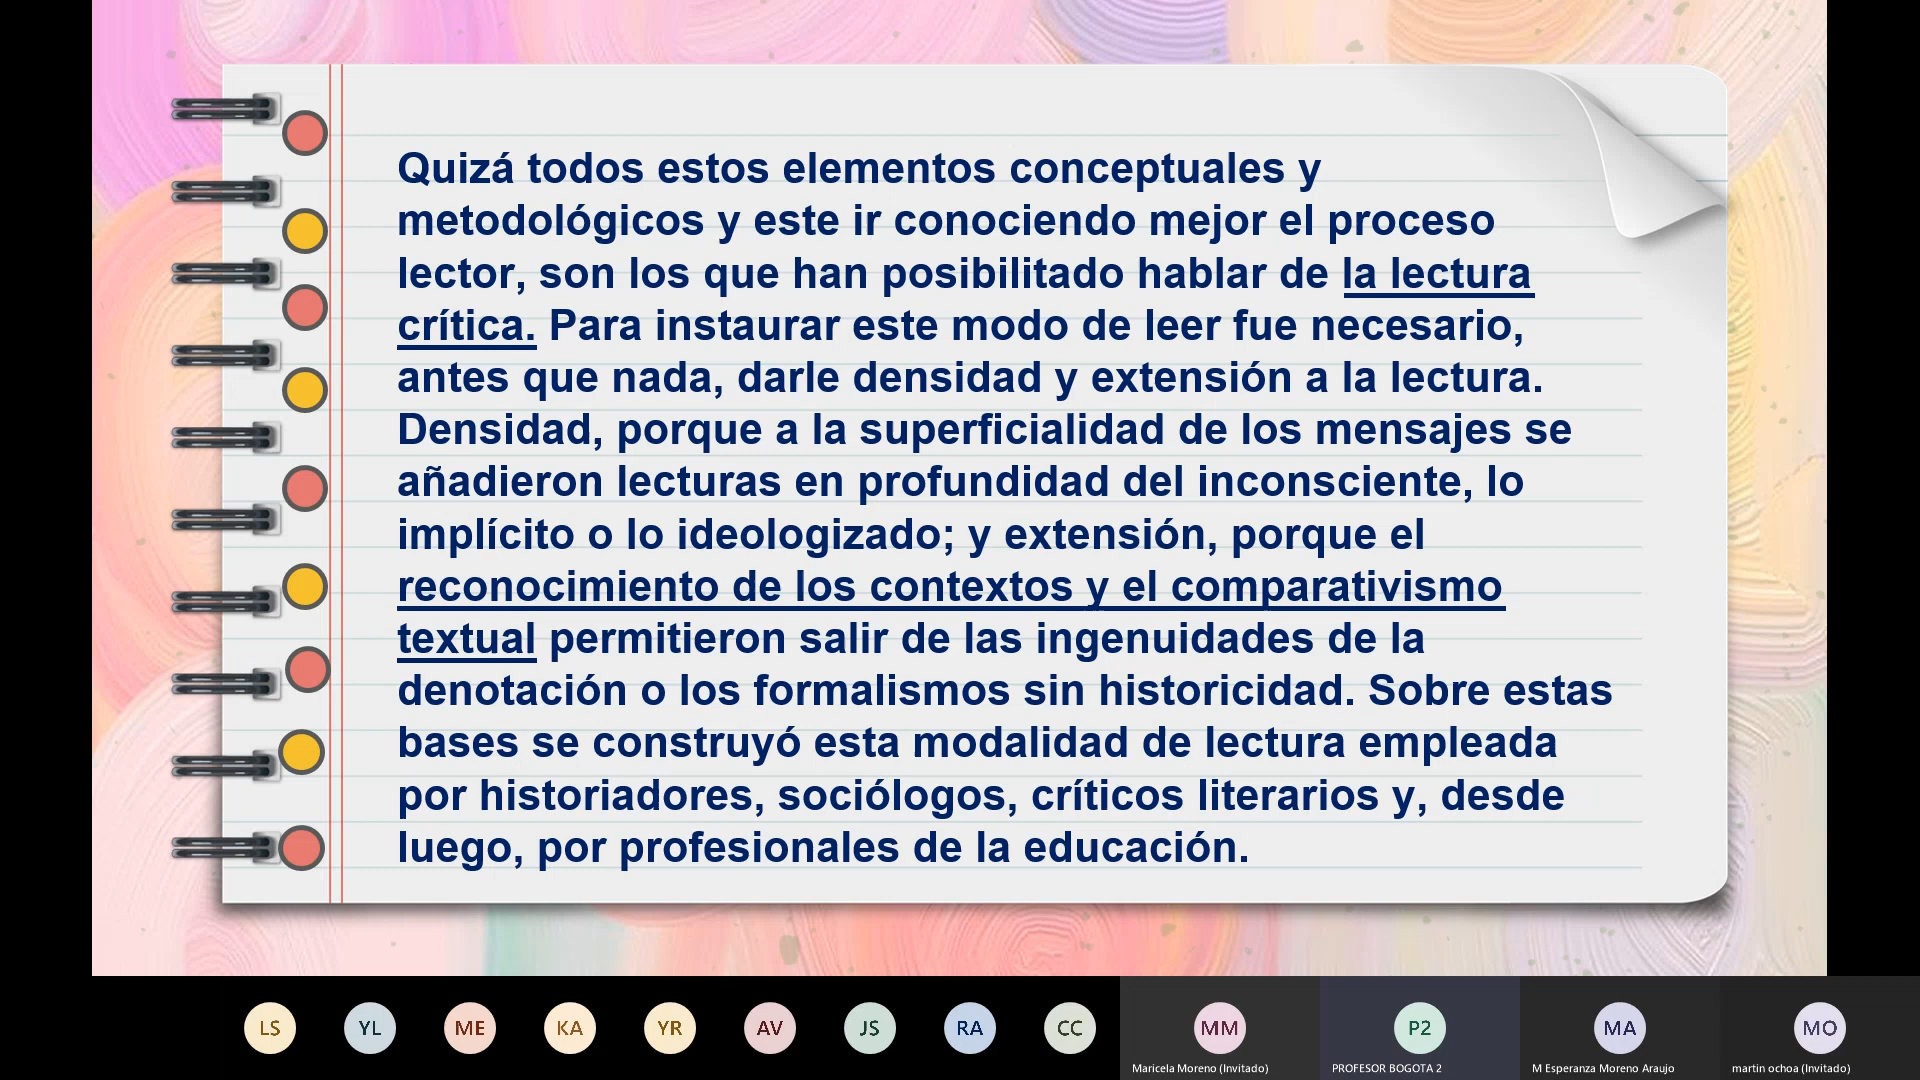 Quizá todos estos elementos conceptuales y
metodológicos y este ir conociendo mejor el proceso
lector, son los que han posibilitado hablar de la lectura
crítica. Para instaurar este modo de leer fue necesario,
antes que nada, darle densidad y extensión a la lectura.
Densidad, porque a la superficialidad de los mensajes se
añadieron lecturas en profundidad del inconsciente, lo
implícito o lo ideologizado; y extensión, porque el
reconocimiento de los contextos y el comparativismo
textual permitieron salir de las ingenuidades de la
denotación o los formalismos sin historicidad. Sobre estas
bases se construyó esta modalidad de lectura empleada
por historiadores, sociólogos, críticos literarios y, desde
luego, por profesionales de la educación.
LS YL ME KA YR AV JS RA CC MM P2 MA MO
Maricela Moreno (Invitado) PROFESOR BOGOTA 2 M Esperanza Moreno Araujo martin ochoa (Invitado)